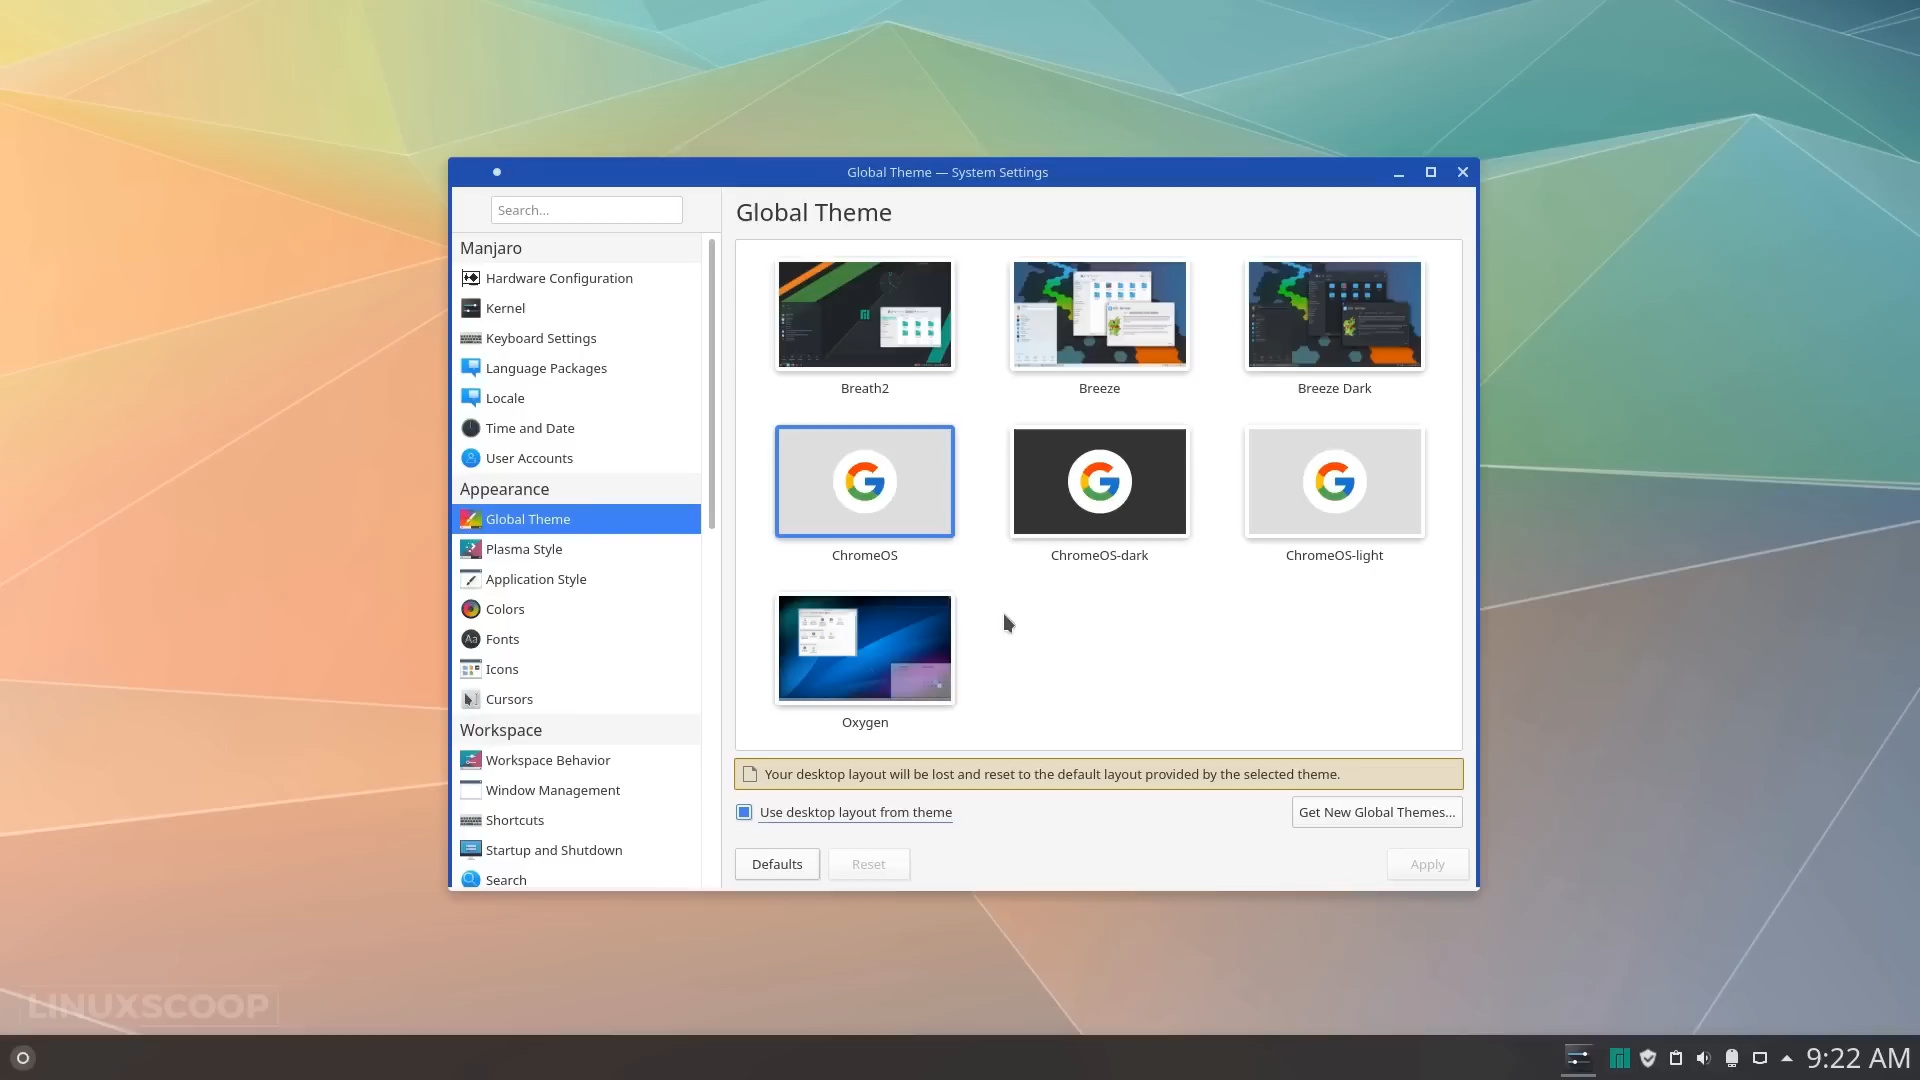 Global Theme — System Settings
Search...
Global Theme
Manjaro
Hardware Configuration
Kernel
Keyboard Settings
Language Packages
Locale
Time and Date
User Accounts
Appearance
Global Theme
Plasma Style
Application Style
Colors
Aa Fonts
Icons
Cursors
Workspace
Workspace Behavior
Window Management
Shortcuts
Startup and Shutdown
Search
Breath2
Breeze
Breeze Dark
ChromeOS
ChromeOS-dark
ChromeOS-light
Oxygen
Your desktop layout will be lost and reset to the default layout provided by the selected theme.
Use desktop layout from theme
Get New Global Themes...
Defaults
Reset
Apply
LINUXSCOOP
9:22 AM